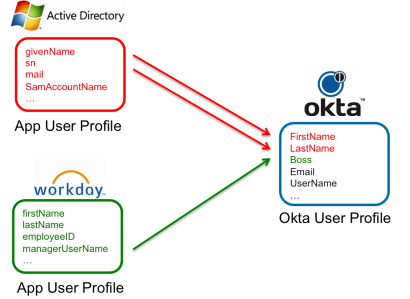 Active Directory
givenName
sn
mail
SamAccountName
...
App User Profile
okta™
FirstName
LastName
Boss
Email
UserName
...
Okta User Profile
workday.
firstName
lastName
employeeID
managerUserName
...
App User Profile